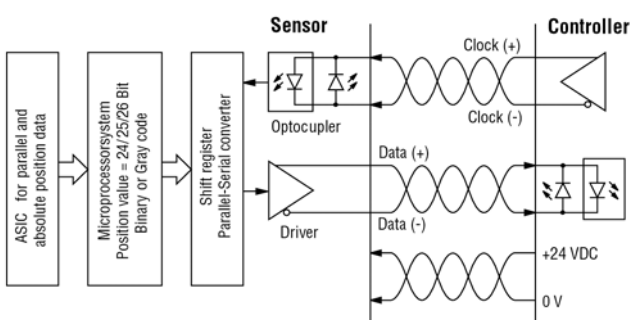 Sensor
Controller
ASIC for parallel and
absolute position data
Microprocessorsystem
Position value = 24/25/26 Bit
Binary or Gray code
Shift register
Parallel-Serial converter
Optocupler
Clock (+)
Clock (-)
Driver
Data (+)
Data (-)
+24 VDC
0 V